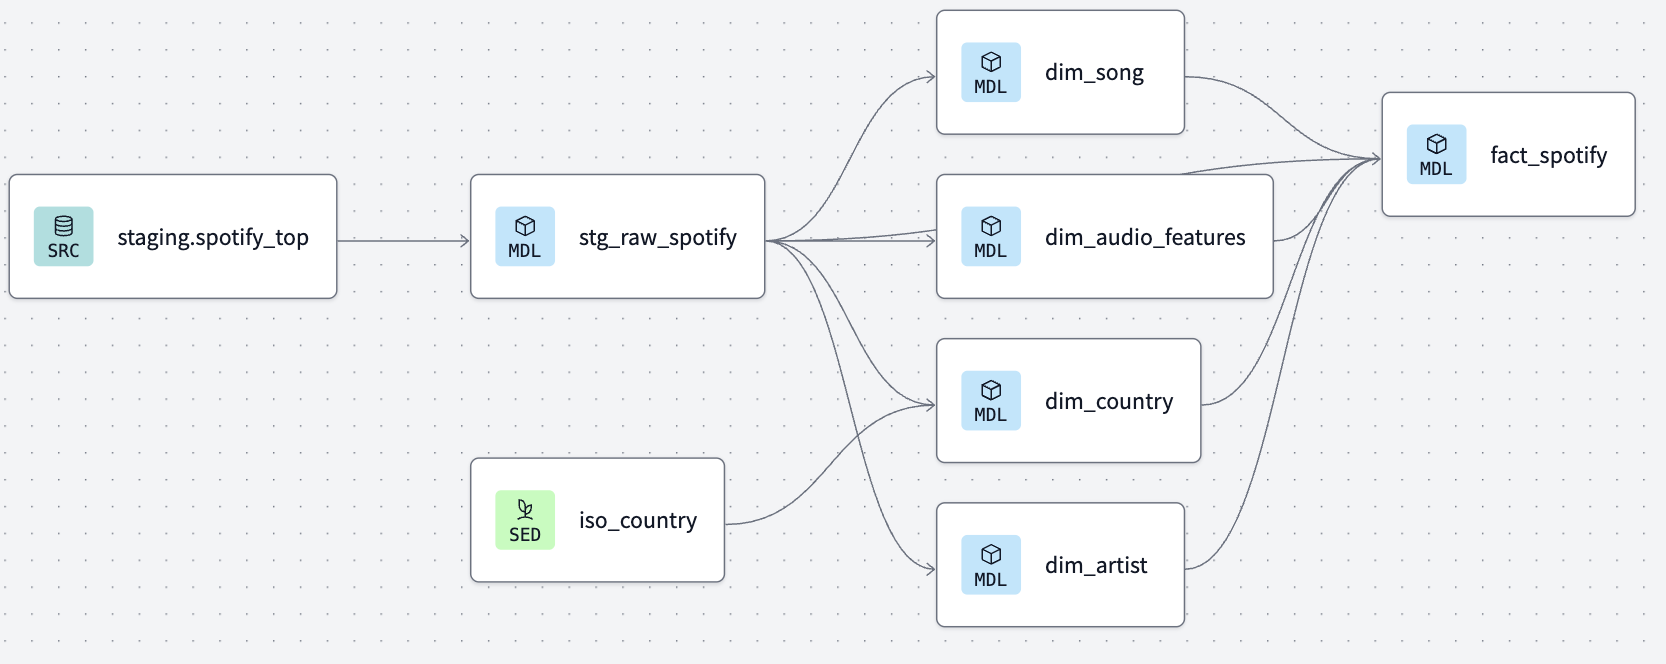 SRC
staging.spotify_top
MDL
stg_raw_spotify
SED
iso_country
MDL
dim_song
MDL
dim_audio_features
MDL
dim_country
MDL
dim_artist
MDL
fact_spotify